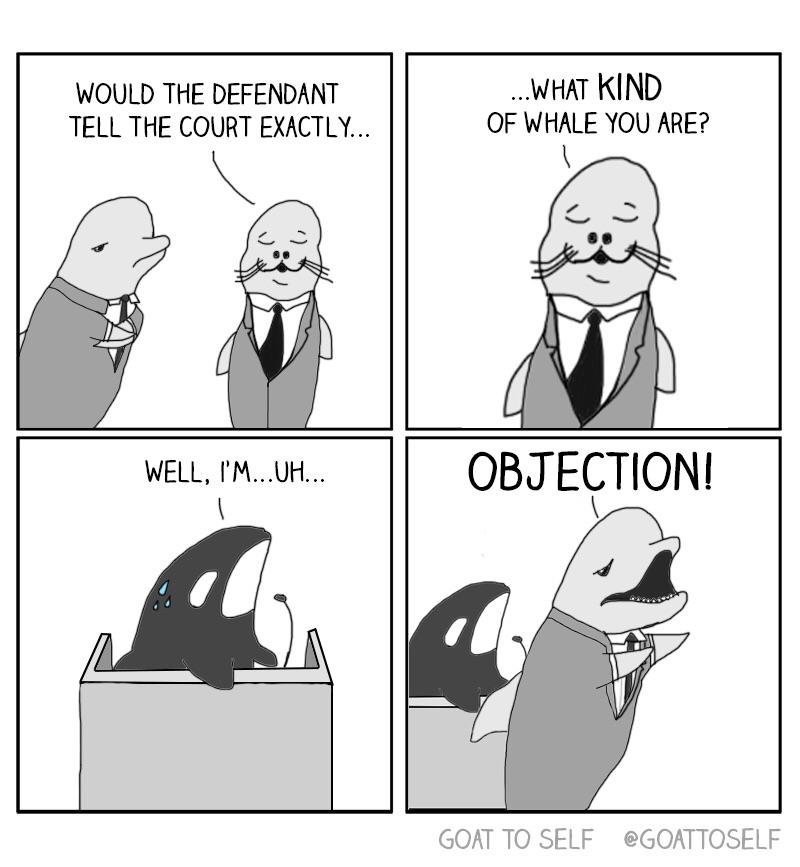 WOULD THE DEFENDANT
TELL THE COURT EXACTLY...
...WHAT KIND
OF WHALE YOU ARE?
WELL, I'M...UH...
OBJECTION!
GOAT TO SELF @GOATTOSELF